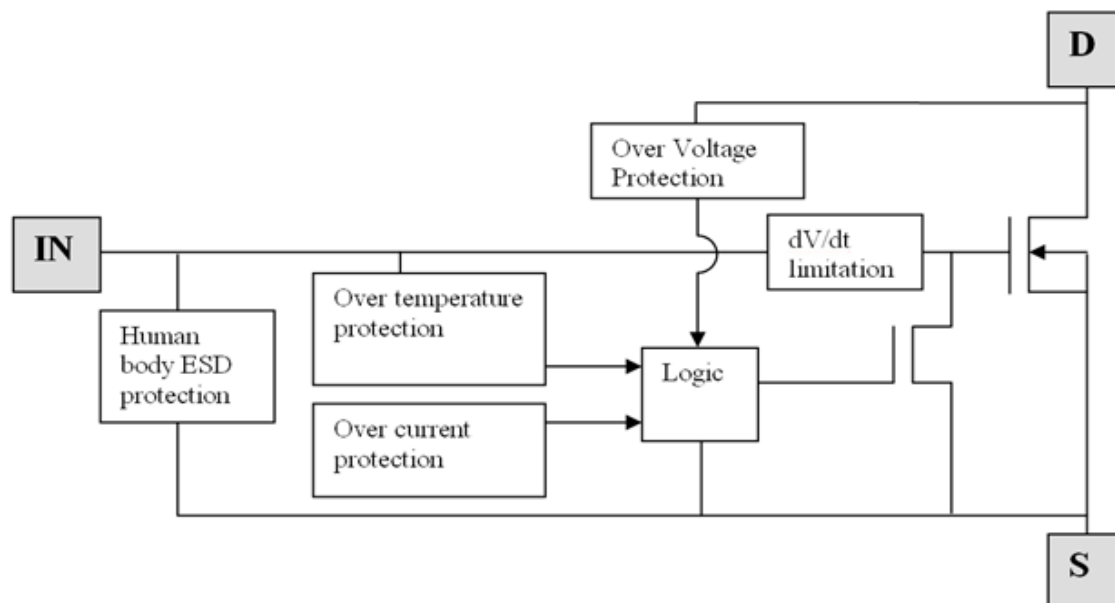 D
Over Voltage
Protection
IN
dV/dt
limitation
Over temperature
protection
Human
body ESD
protection
Logic
Over current
protection
S